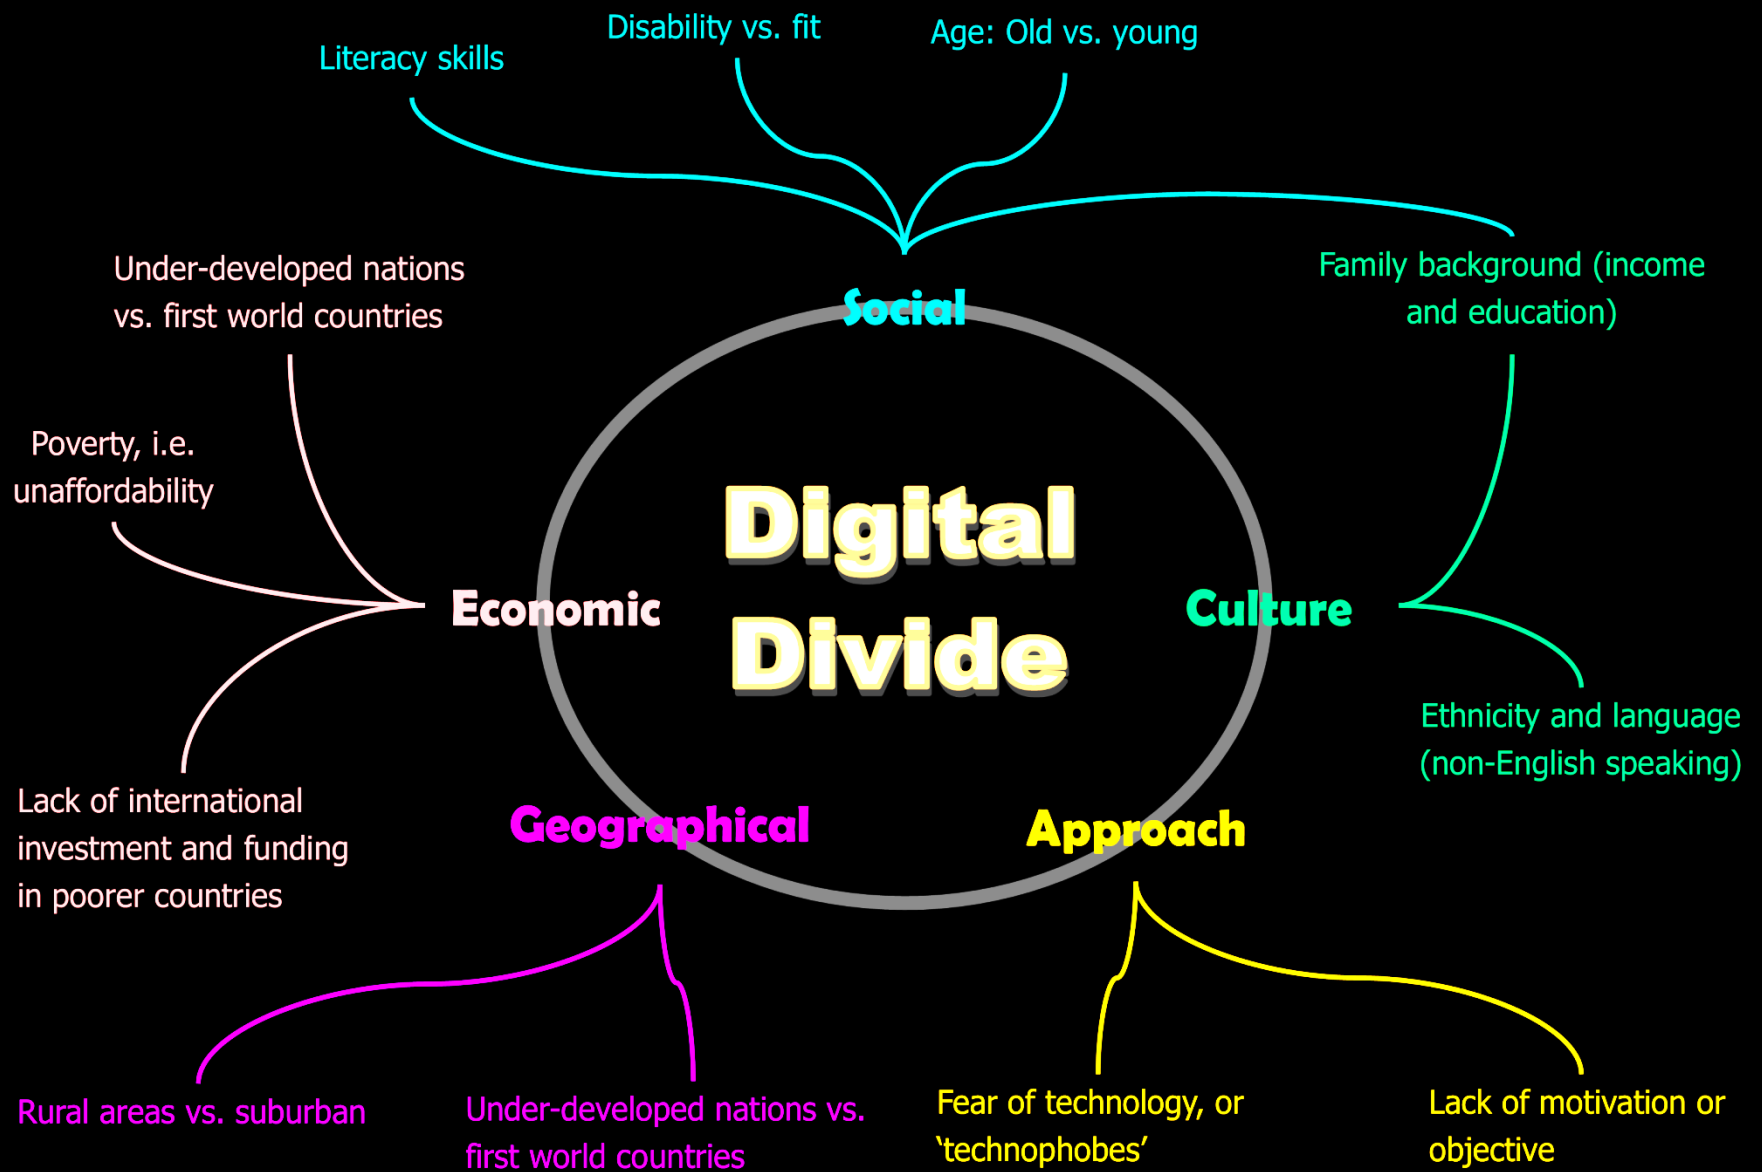 Literacy skills
Disability vs. fit
Age: Old vs. young
Under-developed nations
vs. first world countries
Family background (income
and education)
Social
Poverty, i.e.
unaffordability
Digital
Divide
Economic
Culture
Ethnicity and language
(non-English speaking)
Lack of international
investment and funding
in poorer countries
Geographical
Approach
Rural areas vs. suburban
Under-developed nations vs.
first world countries
Fear of technology, or
‘technophobes’
Lack of motivation or
objective